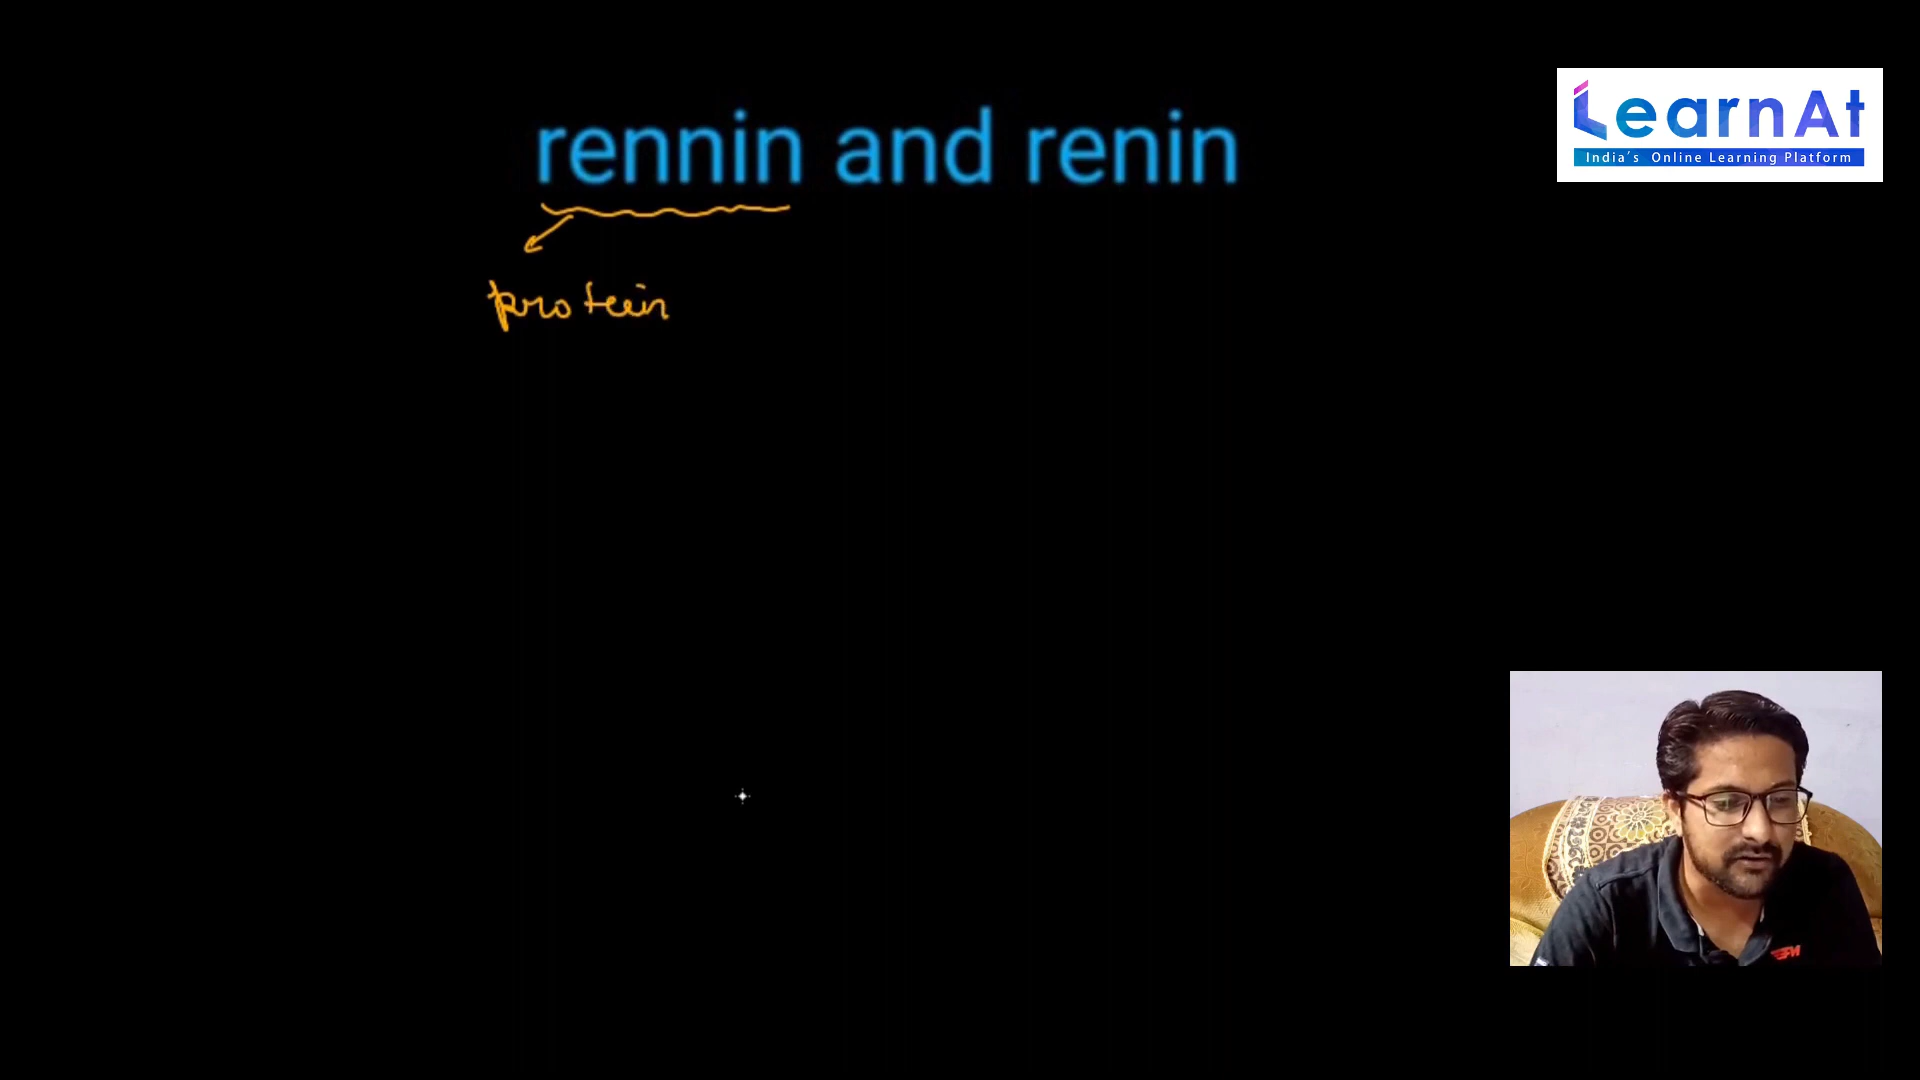 rennin and renin
LearnAt
India's Online Learning Platform
protein